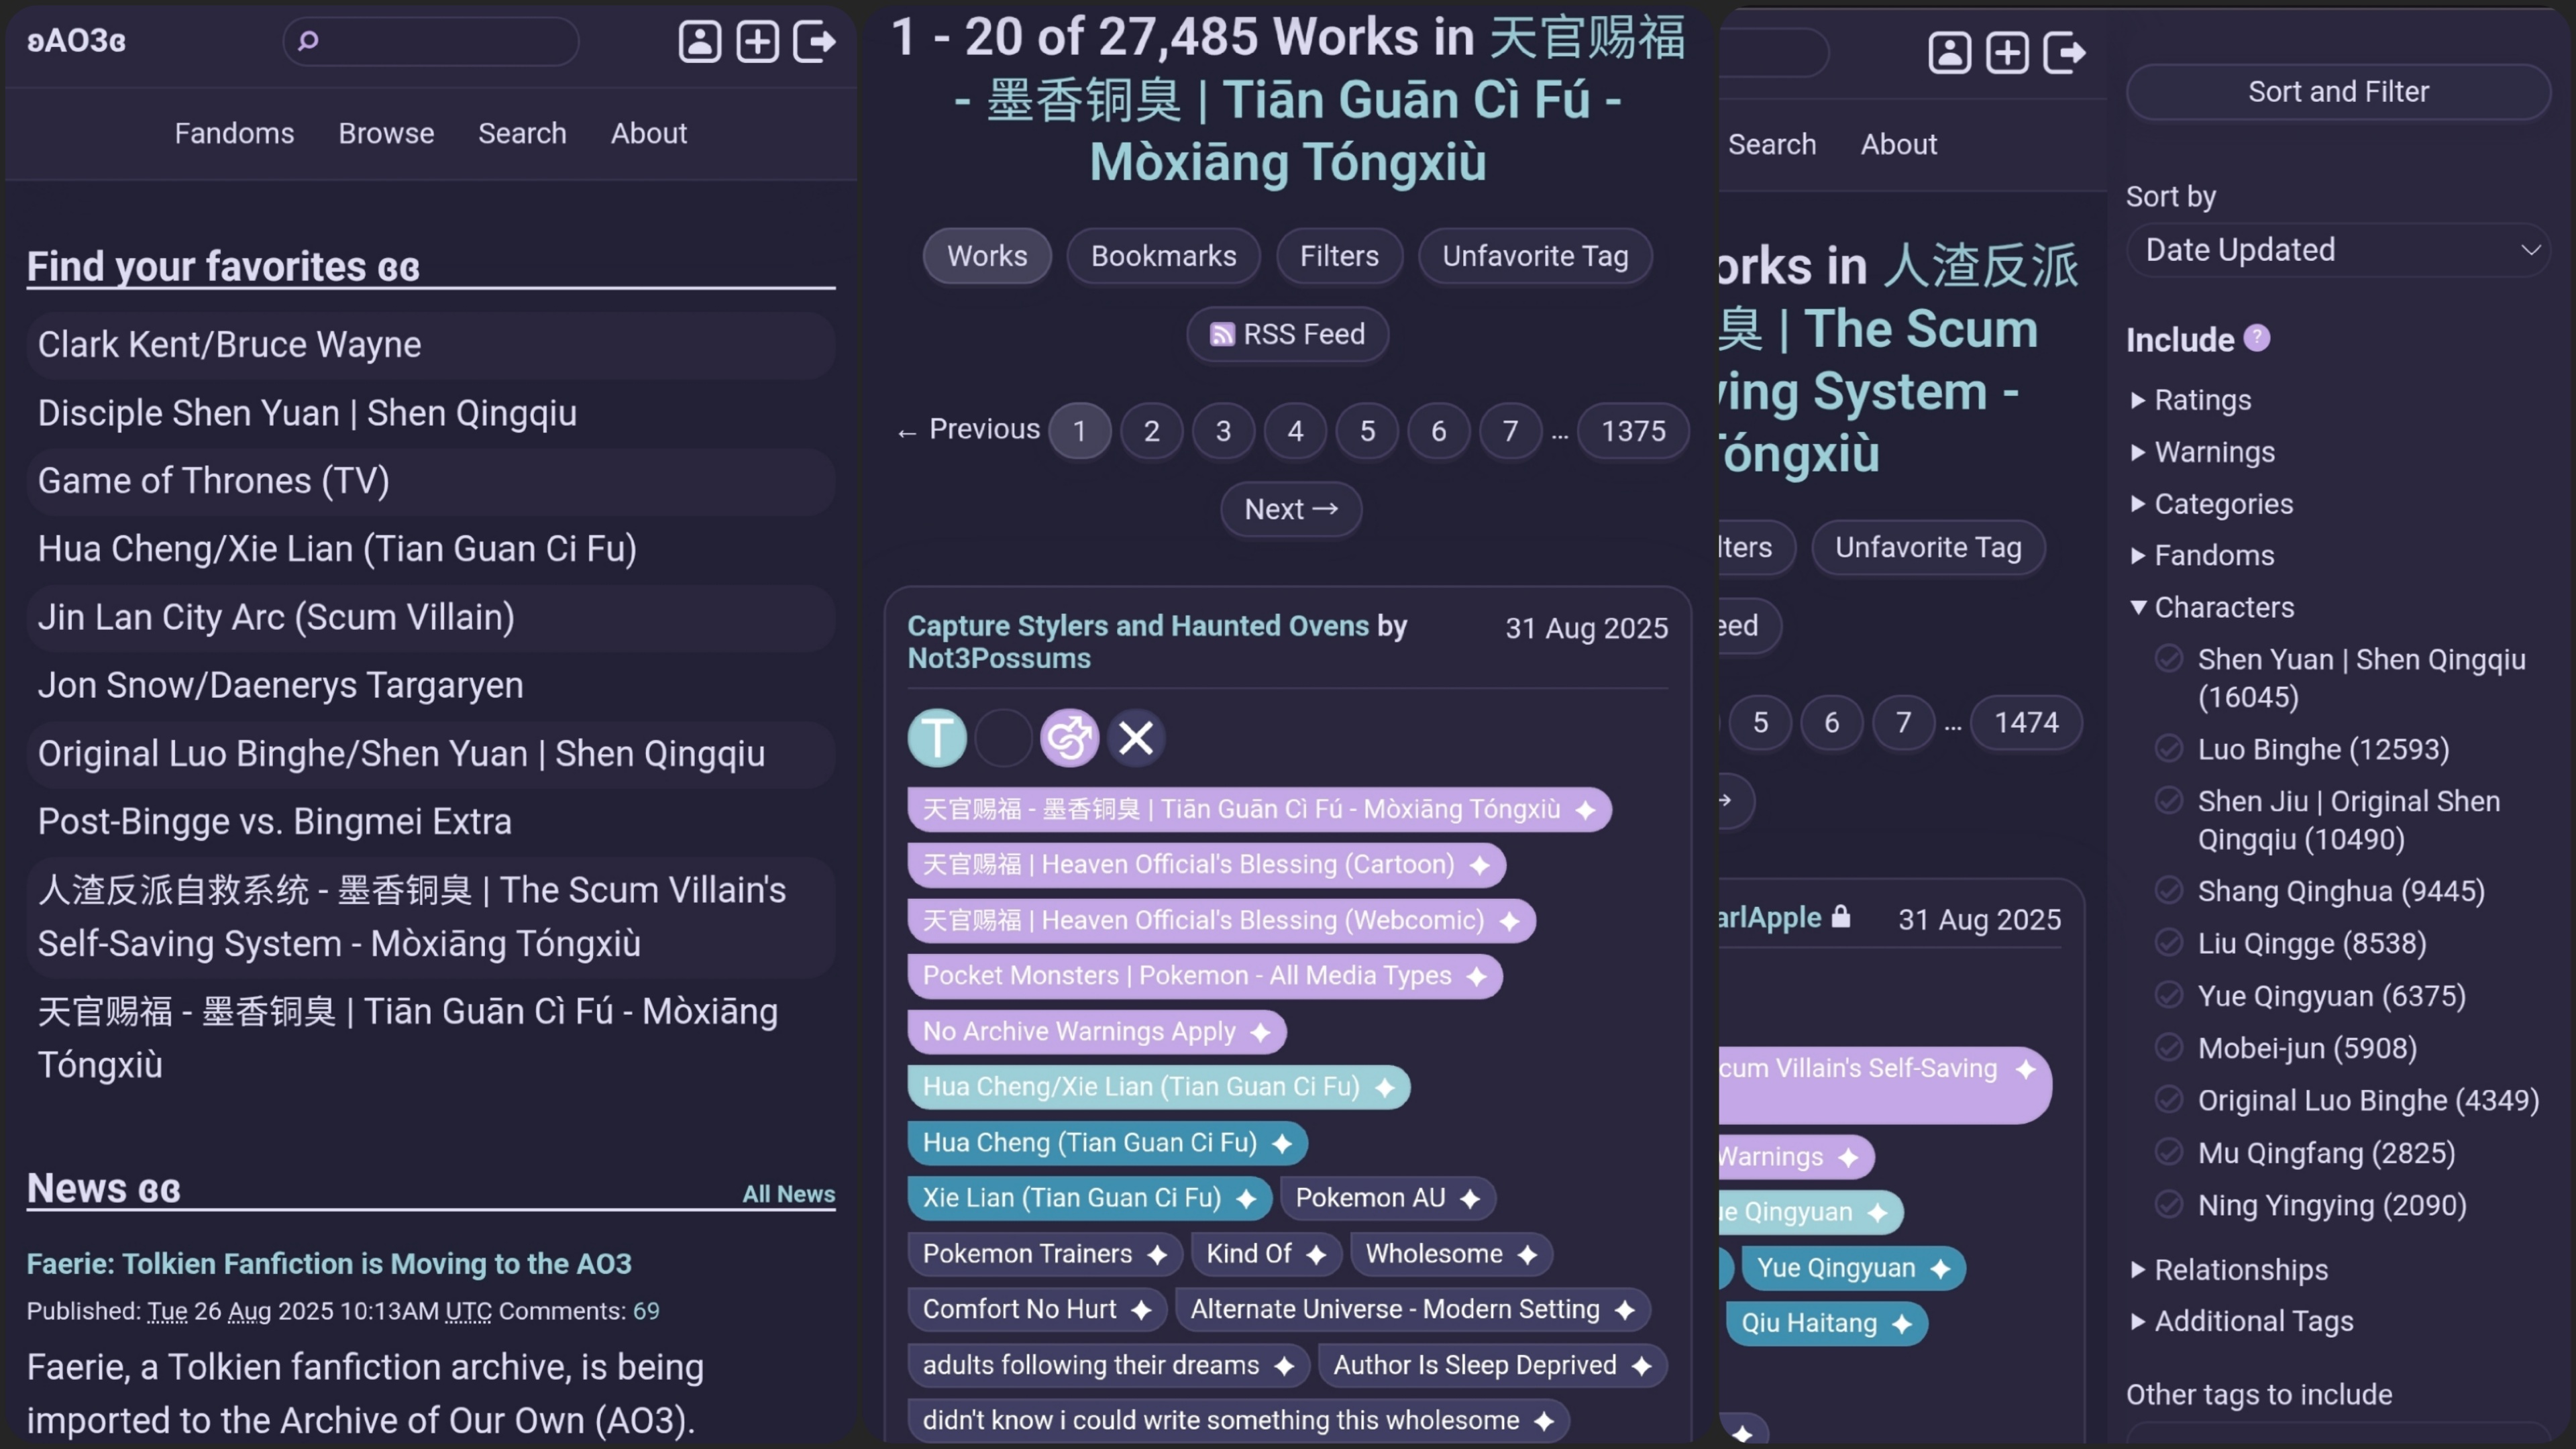 ʚAO3ɞ
Fandoms Browse Search About
Find your favorites ɞɞ
Clark Kent/Bruce Wayne
Disciple Shen Yuan | Shen Qingqiu
Game of Thrones (TV)
Hua Cheng/Xie Lian (Tian Guan Ci Fu)
Jin Lan City Arc (Scum Villain)
Jon Snow/Daenerys Targaryen
Original Luo Binghe/Shen Yuan | Shen Qingqiu
Post-Bingge vs. Bingmei Extra
人渣反派自救系统 - 墨香铜臭 | The Scum Villain's
Self-Saving System - Mòxiāng Tóngxiù
天官赐福 - 墨香铜臭 | Tiān Guān Cì Fú - Mòxiāng
Tóngxiù
News ɞɞ All News
Faerie: Tolkien Fanfiction is Moving to the AO3
Published: Tue 26 Aug 2025 10:13AM UTC Comments: 69
Faerie, a Tolkien fanfiction archive, is being
imported to the Archive of Our Own (AO3).
1 - 20 of 27,485 Works in 天官赐福
- 墨香铜臭 | Tiān Guān Cì Fú -
Mòxiāng Tóngxiù
Works Bookmarks Filters Unfavorite Tag
RSS Feed
← Previous 1 2 3 4 5 6 7 … 1375
Next →
Capture Stylers and Haunted Ovens by 31 Aug 2025
Not3Possums
T
天官赐福 - 墨香铜臭 | Tiān Guān Cì Fú - Mòxiāng Tóngxiù ✦
天官赐福 | Heaven Official's Blessing (Cartoon) ✦
天官赐福 | Heaven Official's Blessing (Webcomic) ✦
Pocket Monsters | Pokemon - All Media Types ✦
No Archive Warnings Apply ✦
Hua Cheng/Xie Lian (Tian Guan Ci Fu) ✦
Hua Cheng (Tian Guan Ci Fu) ✦
Xie Lian (Tian Guan Ci Fu) ✦ Pokemon AU ✦
Pokemon Trainers ✦ Kind Of ✦ Wholesome ✦
Comfort No Hurt ✦ Alternate Universe - Modern Setting ✦
adults following their dreams ✦ Author Is Sleep Deprived ✦
didn't know i could write something this wholesome ✦
Search About
orks in 人渣反派
臭 | The Scum
ving System -
óngxiù
lters Unfavorite Tag
eed
5 6 7 … 1474
→
arlApple 31 Aug 2025
cum Villain's Self-Saving ✦
Warnings ✦
ue Qingyuan ✦
Yue Qingyuan ✦
Qiu Haitang ✦
Sort and Filter
Sort by
Date Updated
Include ?
Ratings
Warnings
Categories
Fandoms
Characters
Shen Yuan | Shen Qingqiu
(16045)
Luo Binghe (12593)
Shen Jiu | Original Shen
Qingqiu (10490)
Shang Qinghua (9445)
Liu Qingge (8538)
Yue Qingyuan (6375)
Mobei-jun (5908)
Original Luo Binghe (4349)
Mu Qingfang (2825)
Ning Yingying (2090)
Relationships
Additional Tags
Other tags to include